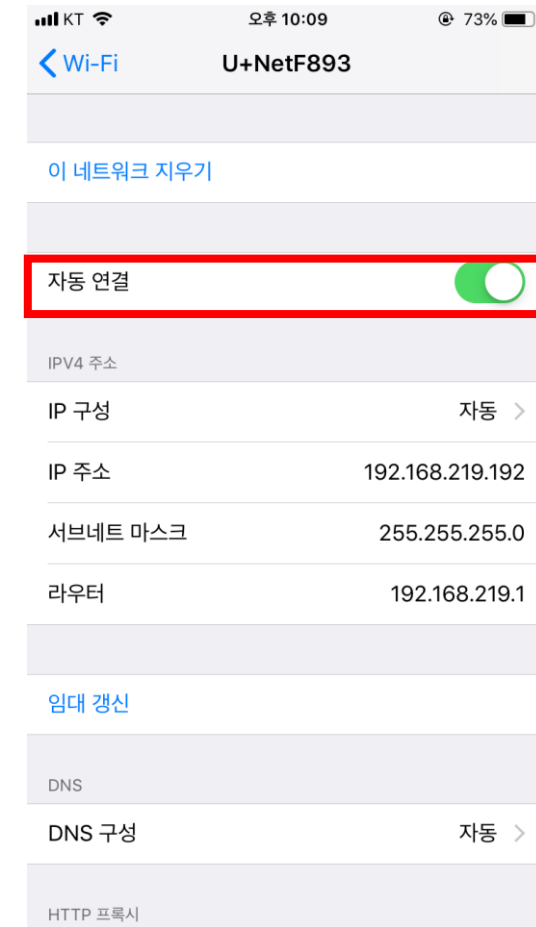 KT 오후 10:09 73%
Wi-Fi U+NetF893
이 네트워크 지우기
자동 연결
IPV4 주소
IP 구성 자동
IP 주소 192.168.219.192
서브네트 마스크 255.255.255.0
라우터 192.168.219.1
임대 갱신
DNS
DNS 구성 자동
HTTP 프록시